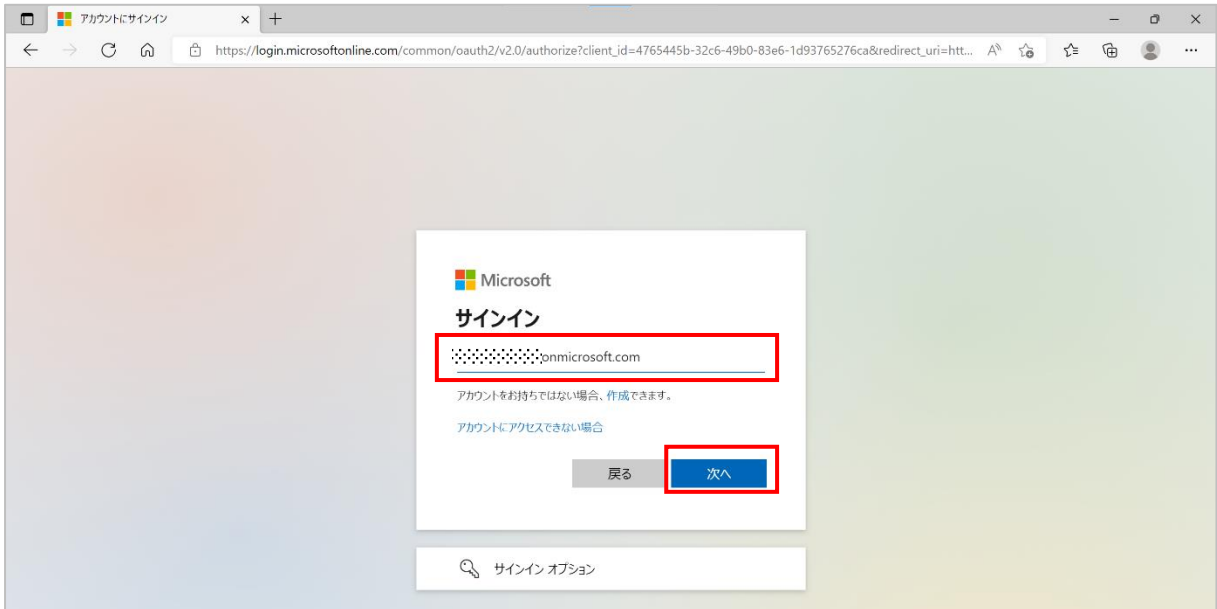 アカウントにサインイン
https://login.microsoftonline.com/common/oauth2/v2.0/authorize?client_id=4765445b-32c6-49b0-83e6-1d93765276ca&redirect_uri=htt...
Microsoft
サインイン
onmicrosoft.com
アカウントをお持ちではない場合、作成できます。
アカウントにアクセスできない場合
戻る 次へ
サインイン オプション